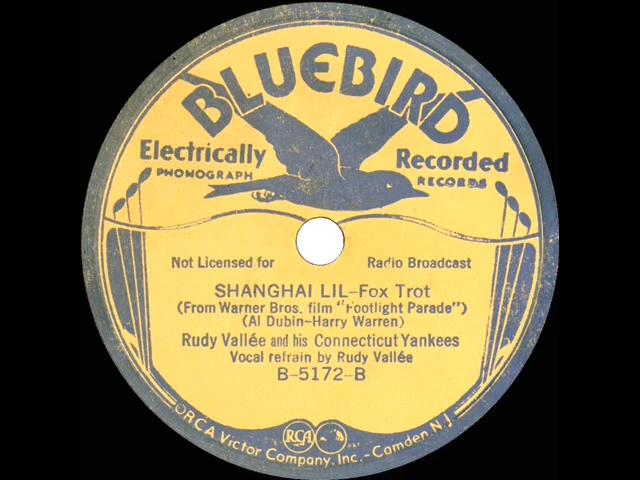 BLUEBIRD
Electrically Recorded
PHONOGRAPH RECORDS
Not Licensed for Radio Broadcast
SHANGHAI LIL-Fox Trot
(From Warner Bros. film "Footlight Parade")
(Al Dubin-Harry Warren)
Rudy Vallée and his Connecticut Yankees
Vocal refrain by Rudy Vallée
B-5172-B
RCA
©RCA Victor Company, Inc.-Camden, N.J.